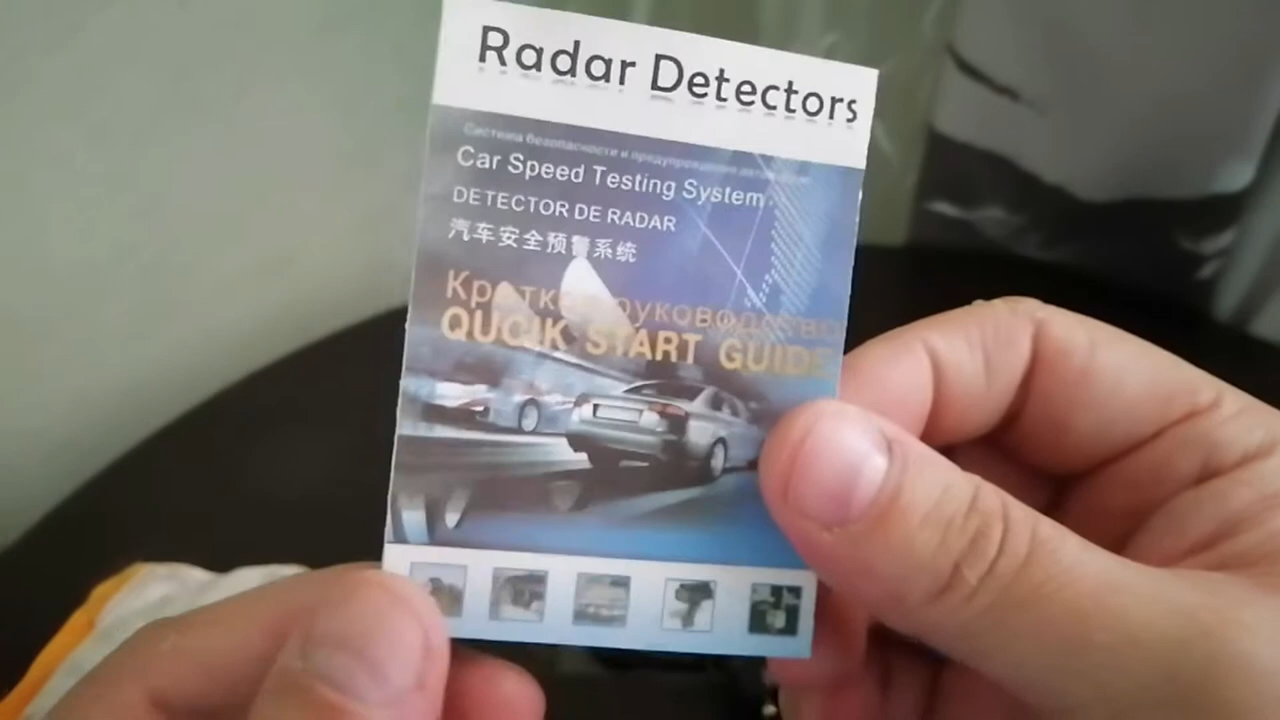 Radar Detectors
Система безопасности и предупреждения
Car Speed Testing System
DETECTOR DE RADAR
汽车安全预警系统
Краткое руководство
QUCIK START GUIDE